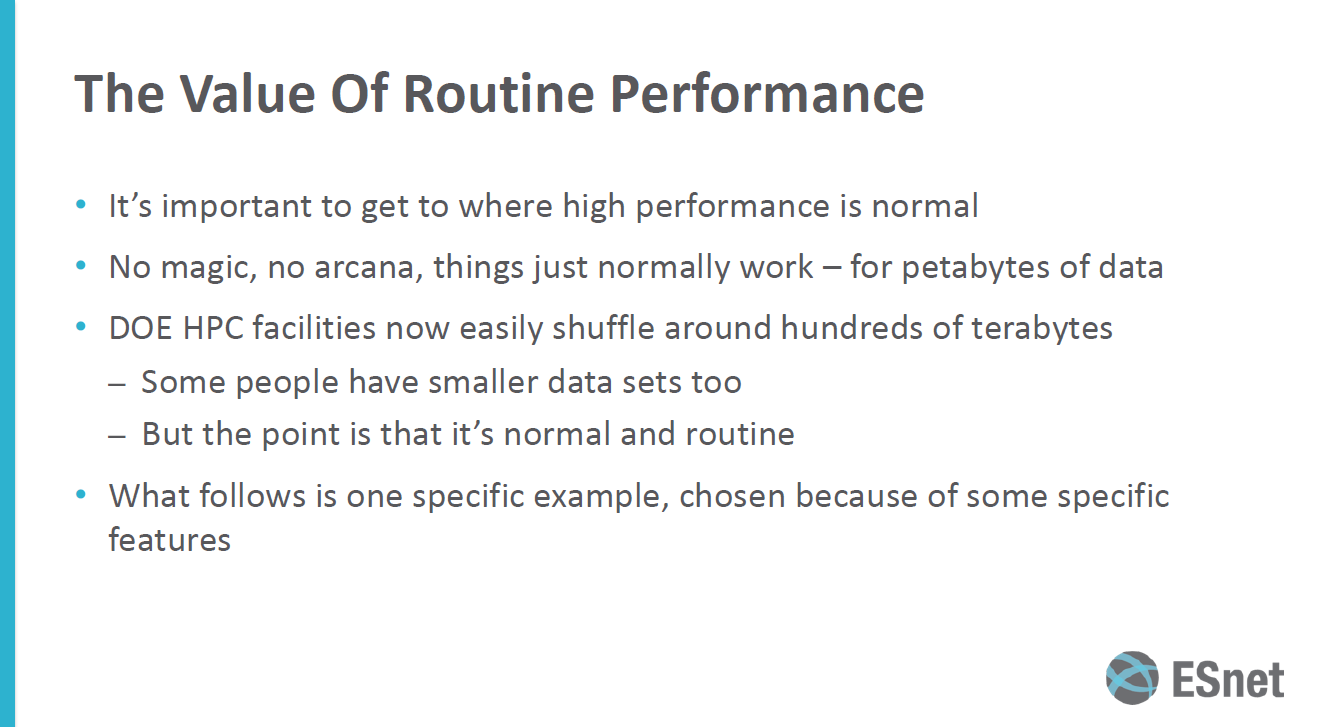 The Value Of Routine Performance
• It’s important to get to where high performance is normal
• No magic, no arcana, things just normally work – for petabytes of data
• DOE HPC facilities now easily shuffle around hundreds of terabytes
– Some people have smaller data sets too
– But the point is that it’s normal and routine
• What follows is one specific example, chosen because of some specific
features
ESnet